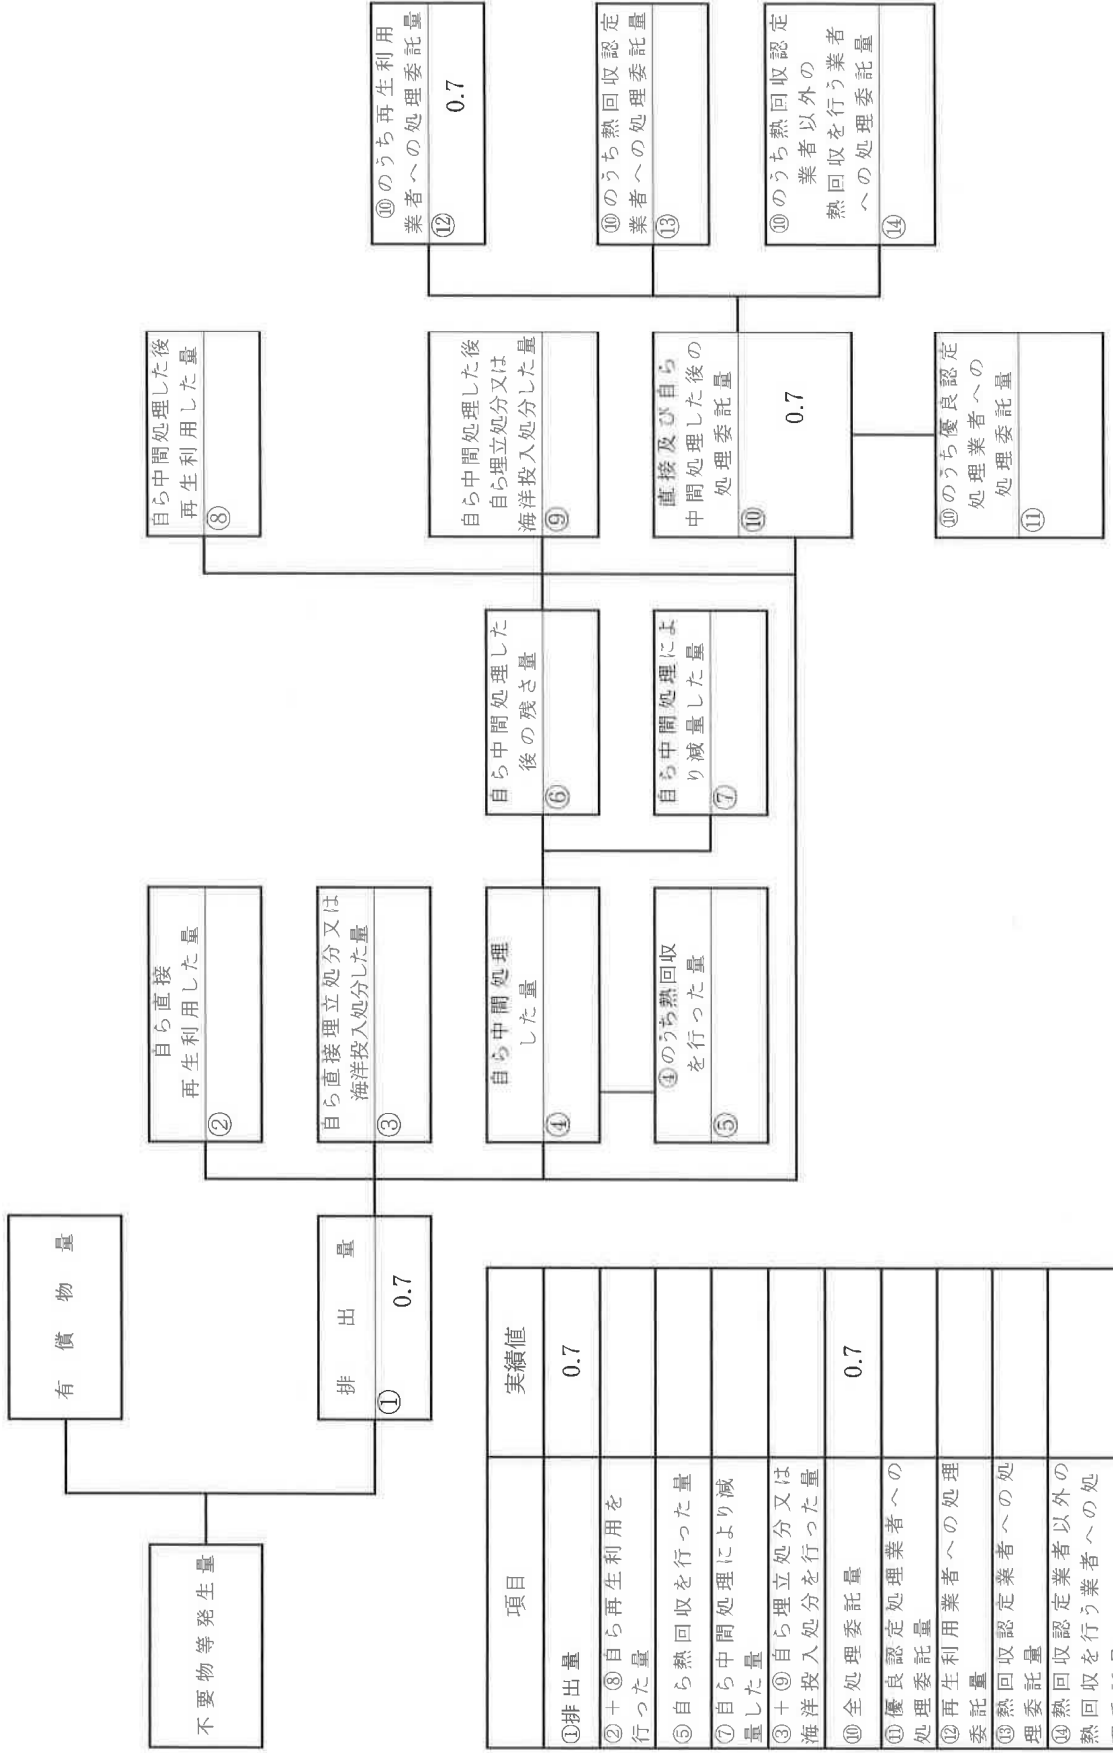 不要物等発生量
有償物量
排出量
①
0.7
自ら直接
再生利用した量
②
自ら直接埋立処分又は
海洋投入処分した量
③
自ら中間処理
した量
④
④のうち熱回収
を行った量
⑤
自ら中間処理した
後の残さ量
⑥
自ら中間処理によ
り減量した量
⑦
自ら中間処理した後
再生利用した量
⑧
自ら中間処理した後
自ら埋立処分又は
海洋投入処分した量
⑨
直接及び自ら
中間処理した後の
処理委託量
⑩
0.7
⑩のうち優良認定
処理業者への
処理委託量
⑪
⑩のうち再生利用
業者への処理委託量
⑫
0.7
⑩のうち熱回収認定
業者への処理委託量
⑬
⑩のうち熱回収認定
業者以外の
熱回収を行う業者
への処理委託量
⑭
項目 実績値
①排出量 0.7
②+⑧自ら再生利用を
行った量
⑤自ら熱回収を行った量
⑦自ら中間処理により減
量した量
③+⑨自ら埋立処分又は
海洋投入処分を行った量
⑩全処理委託量 0.7
⑪優良認定処理業者への
処理委託量
⑫再生利用業者への処理
委託量
⑬熱回収認定業者への処
理委託量
⑭熱回収認定業者以外の
熱回収を行う業者への処